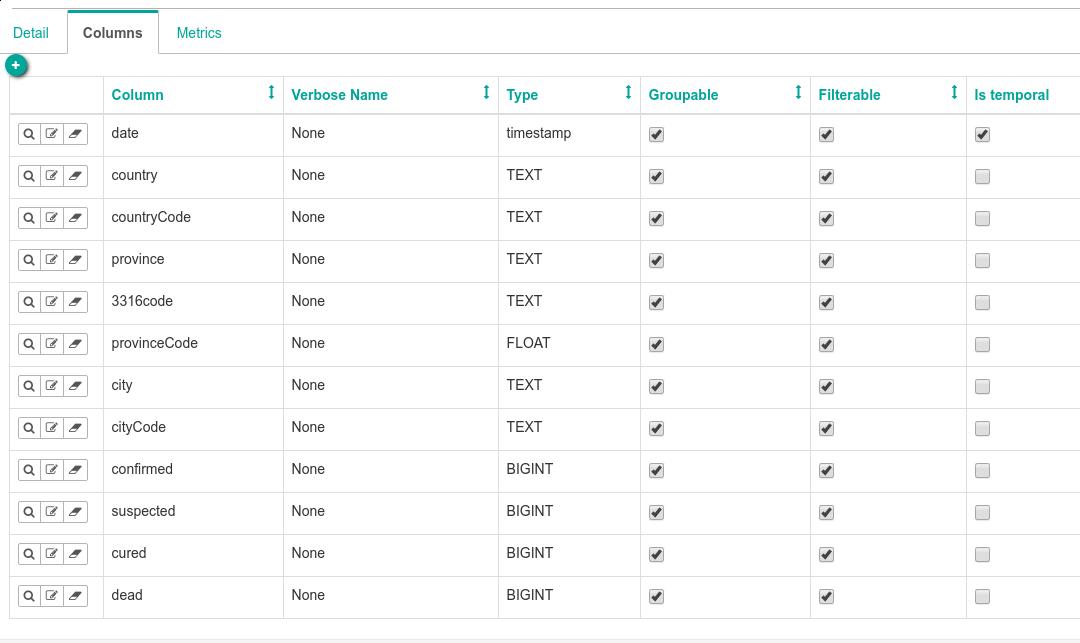 Detail Columns Metrics
+
Column Verbose Name Type Groupable Filterable Is temporal
date None timestamp
country None TEXT
countryCode None TEXT
province None TEXT
3316code None TEXT
provinceCode None FLOAT
city None TEXT
cityCode None TEXT
confirmed None BIGINT
suspected None BIGINT
cured None BIGINT
dead None BIGINT